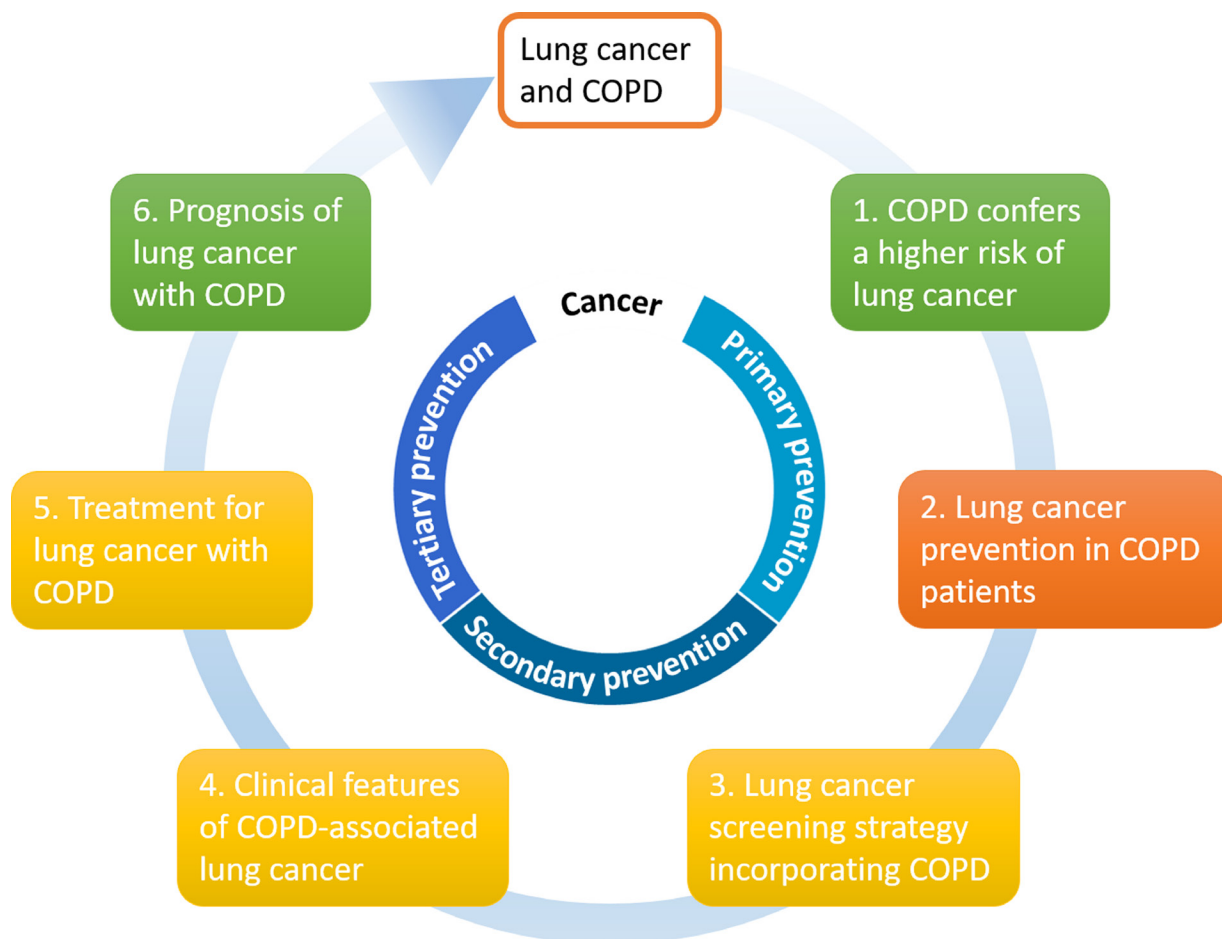 Lung cancer
and COPD
1. COPD confers
a higher risk of
lung cancer
2. Lung cancer
prevention in COPD
patients
3. Lung cancer
screening strategy
incorporating COPD
4. Clinical features
of COPD-associated
lung cancer
5. Treatment for
lung cancer with
COPD
6. Prognosis of
lung cancer
with COPD
Cancer
Primary prevention
Secondary prevention
Tertiary prevention